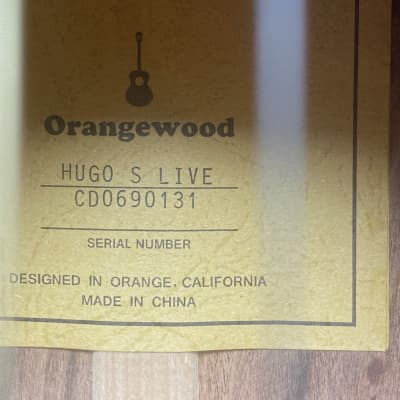 Orangewood
HUGO S LIVE
CD0690131
SERIAL NUMBER
DESIGNED IN ORANGE, CALIFORNIA
MADE IN CHINA